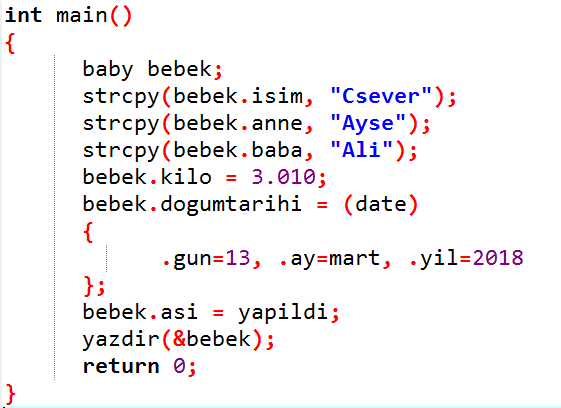 int main()
{
baby bebek;
strcpy(bebek.isim, "Csever");
strcpy(bebek.anne, "Ayse");
strcpy(bebek.baba, "Ali");
bebek.kilo = 3.010;
bebek.dogumtarihi = (date)
{
.gun=13, .ay=mart, .yil=2018
};
bebek.asi = yapildi;
yazdir(&bebek);
return 0;
}